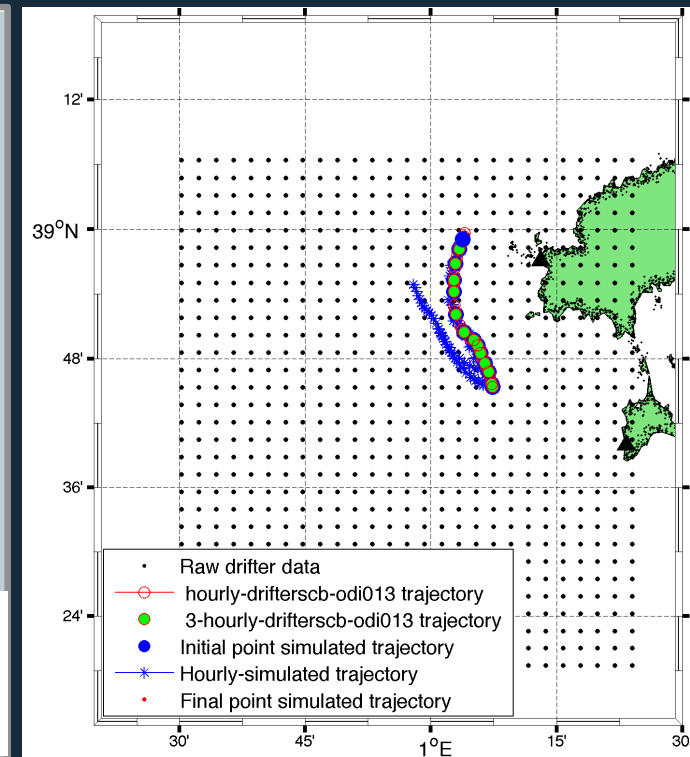 12'
39°N
48'
36'
24'
Raw drifter data
hourly-drifterscb-odi013 trajectory
3-hourly-drifterscb-odi013 trajectory
Initial point simulated trajectory
Hourly-simulated trajectory
Final point simulated trajectory
30' 45' 1°E 15' 30